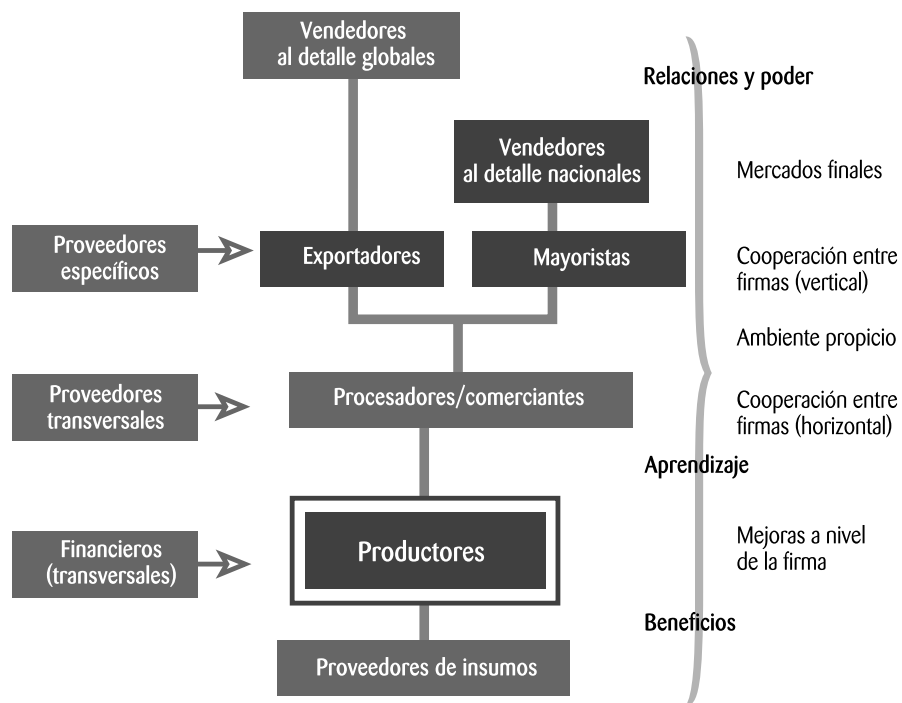 Vendedores
al detalle globales
Relaciones y poder
Vendedores
al detalle nacionales
Mercados finales
Proveedores
específicos
Exportadores
Mayoristas
Cooperación entre
firmas (vertical)
Ambiente propicio
Proveedores
transversales
Procesadores/comerciantes
Cooperación entre
firmas (horizontal)
Aprendizaje
Financieros
(transversales)
Productores
Mejoras a nivel
de la firma
Beneficios
Proveedores de insumos